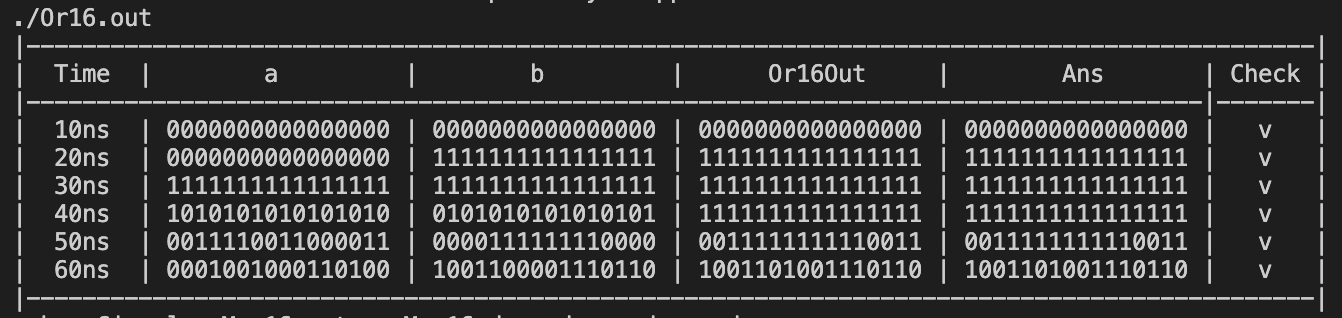 ./Or16.out
|--------------------------------------------------------------------------------------------|
| Time | a | b | Or16Out | Ans | Check |
|------------------------------------------------------------------------------------|-------|
| 10ns | 0000000000000000 | 0000000000000000 | 0000000000000000 | 0000000000000000 | v |
| 20ns | 0000000000000000 | 1111111111111111 | 1111111111111111 | 1111111111111111 | v |
| 30ns | 1111111111111111 | 1111111111111111 | 1111111111111111 | 1111111111111111 | v |
| 40ns | 1010101010101010 | 0101010101010101 | 1111111111111111 | 1111111111111111 | v |
| 50ns | 0011110011000011 | 0000111111110000 | 0011111111110011 | 0011111111110011 | v |
| 60ns | 0001001000110100 | 1001100001110110 | 1001101001110110 | 1001101001110110 | v |
|--------------------------------------------------------------------------------------------|